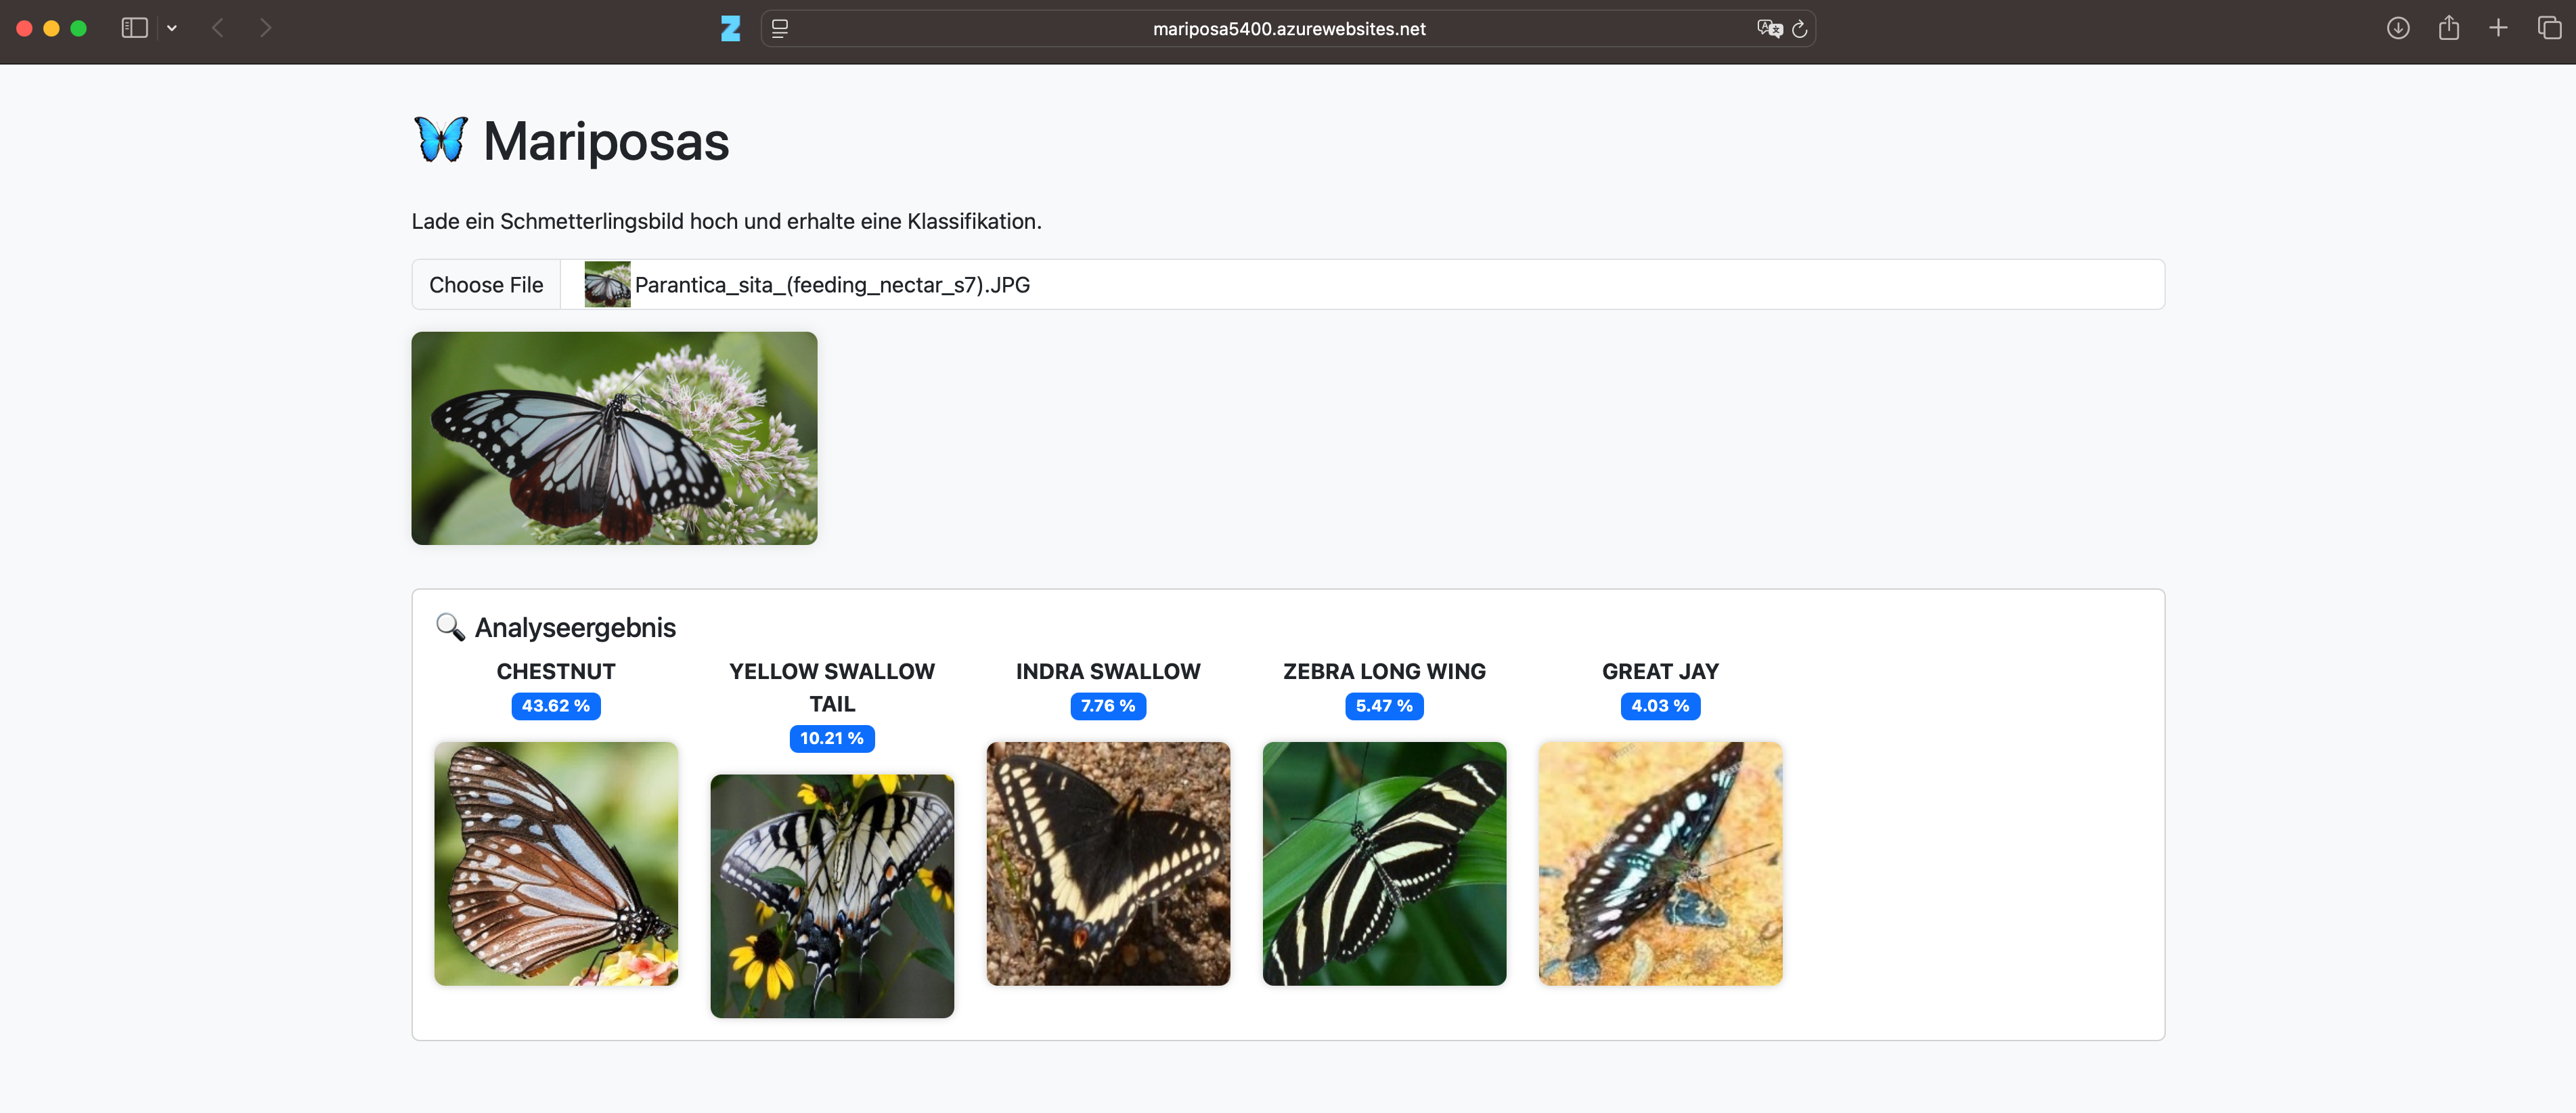 mariposa5400.azurewebsites.net
Mariposas
Lade ein Schmetterlingsbild hoch und erhalte eine Klassifikation.
Choose File Parantica_sita_(feeding_nectar_s7).JPG
Analyseergebnis
CHESTNUT
43.62 %
YELLOW SWALLOW
TAIL
10.21 %
INDRA SWALLOW
7.76 %
ZEBRA LONG WING
5.47 %
GREAT JAY
4.03 %